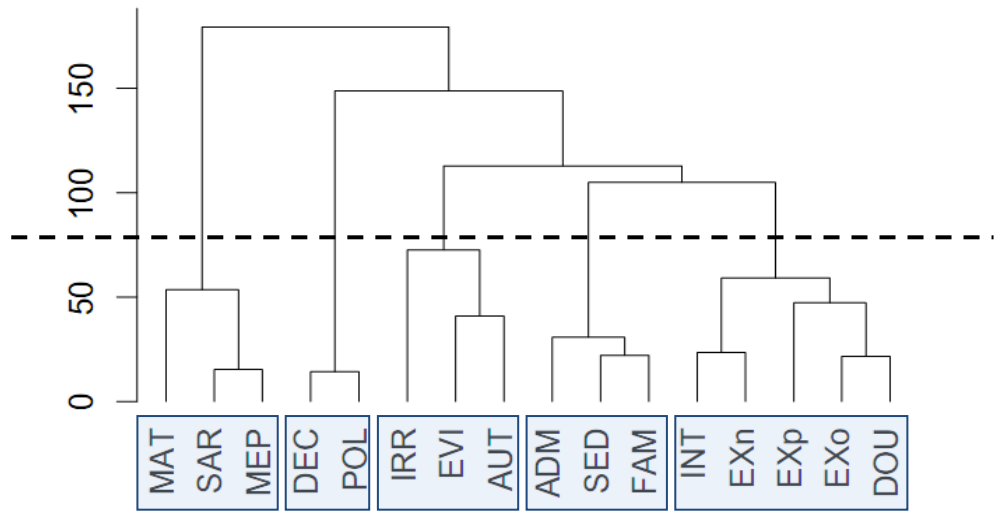 150
100
50
0
MAT SAR MEP DEC POL IRR EVI AUT ADM SED FAM INT EXn EXp EXo DOU